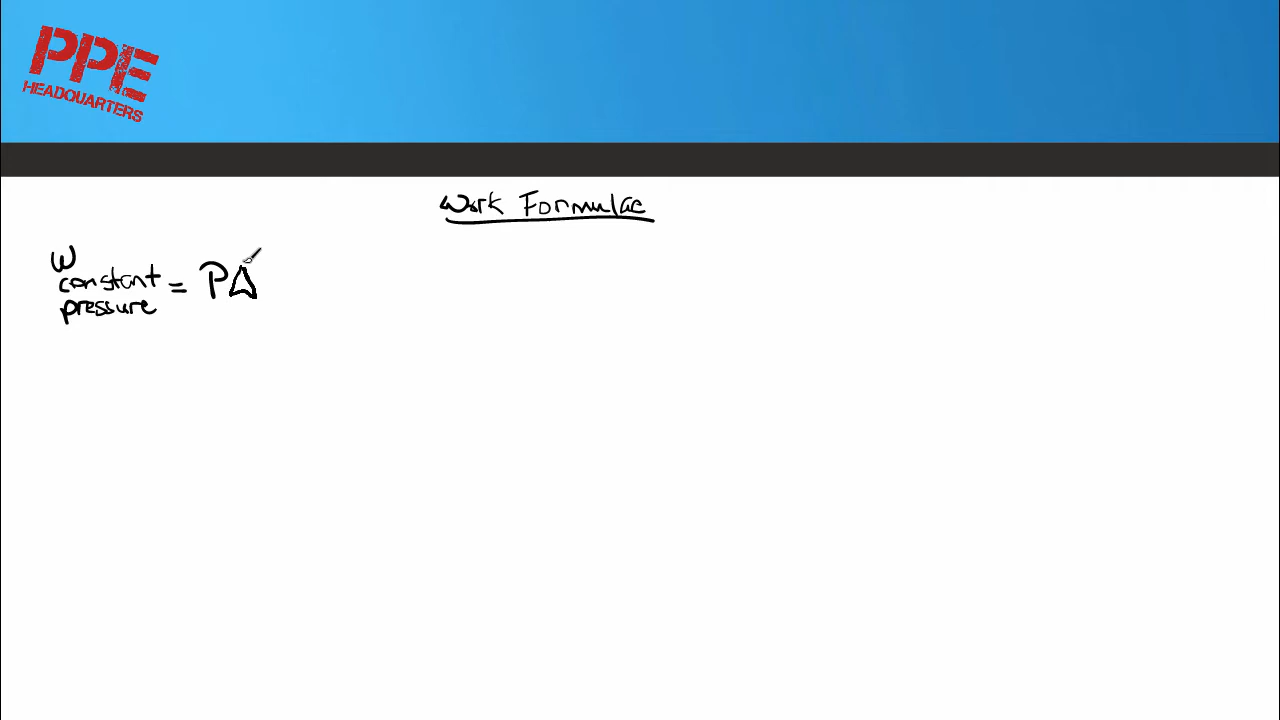 PPE
HEADQUARTERS
Work Formulae
W
constant
pressure = PΔ